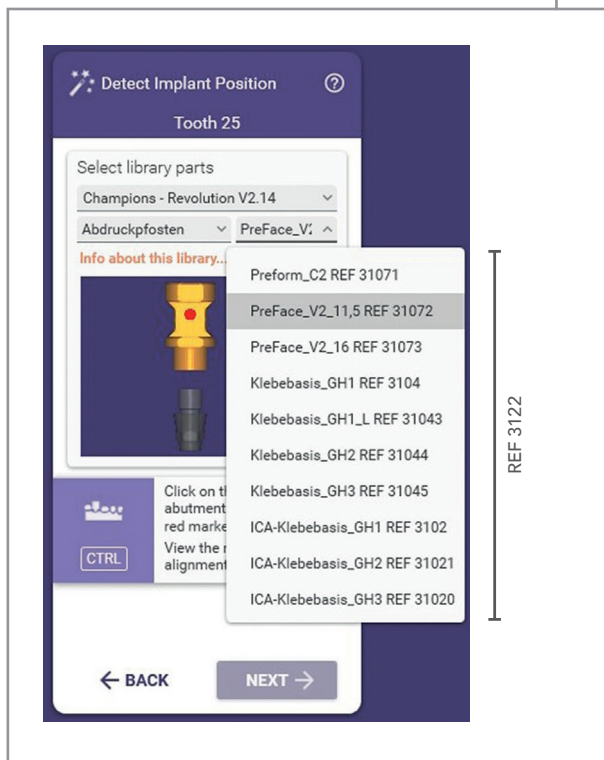 Detect Implant Position
Tooth 25
Select library parts
Champions - Revolution V2.14
Abdruckpfosten PreFace_V2
Info about this library...
Preform_C2 REF 31071
PreFace_V2_11,5 REF 31072
PreFace_V2_16 REF 31073
Klebebasis_GH1 REF 3104
Klebebasis_GH1_L REF 31043
Klebebasis_GH2 REF 31044
Klebebasis_GH3 REF 31045
ICA-Klebebasis_GH1 REF 3102
ICA-Klebebasis_GH2 REF 31021
ICA-Klebebasis_GH3 REF 31020
REF 3122
Click on
abutment
red
CTRL
View the
alignment
BACK
NEXT